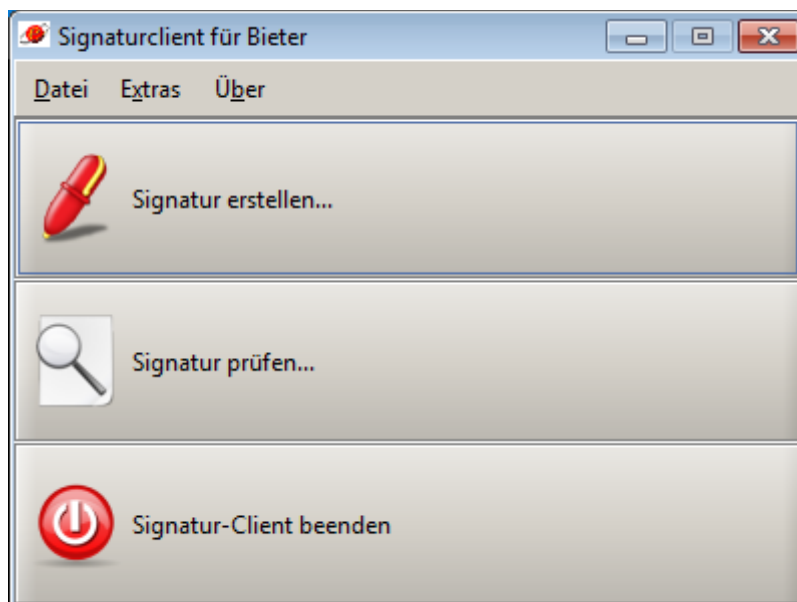 Signaturclient für Bieter
Datei Extras Über
Signatur erstellen...
Signatur prüfen...
Signatur-Client beenden